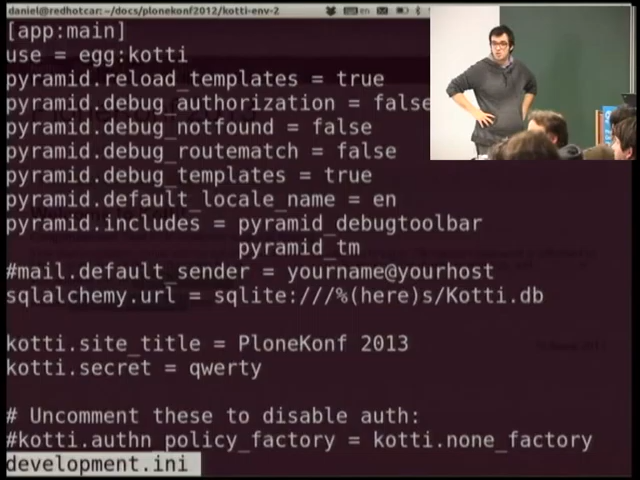 daniel@redhotcar: ~/docs/plonekonf2012/kotti-env-2
en
[app:main]
use = egg:kotti
pyramid.reload_templates = true
pyramid.debug_authorization = false
pyramid.debug_notfound = false
pyramid.debug_routematch = false
pyramid.debug_templates = true
pyramid.default_locale_name = en
pyramid.includes = pyramid_debugtoolbar
pyramid_tm
#mail.default_sender = yourname@yourhost
sqlalchemy.url = sqlite:///%(here)s/Kotti.db
kotti.site_title = PloneKonf 2013
kotti.secret = qwerty
# Uncomment these to disable auth:
#kotti.authn_policy_factory = kotti.none_factory
development.ini